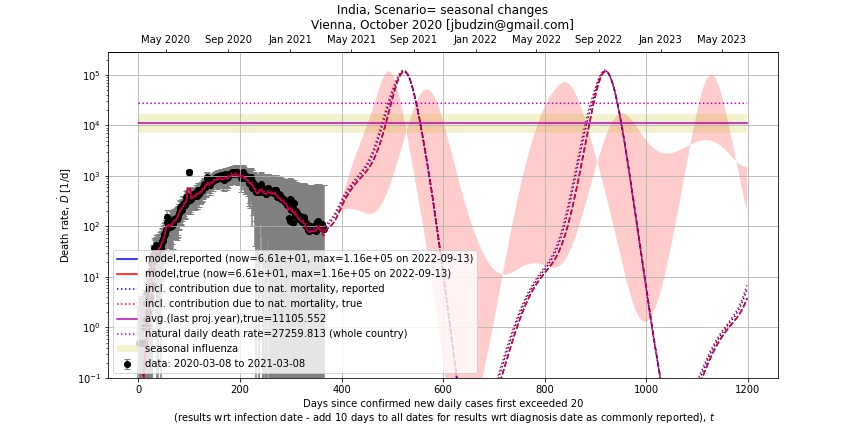 India, Scenario= seasonal changes
Vienna, October 2020 [jbudzin@gmail.com]
May 2020 Sep 2020 Jan 2021 May 2021 Sep 2021 Jan 2022 May 2022 Sep 2022 Jan 2023 May 2023
10⁵
10⁴
10³
10²
10¹
10⁰
10⁻¹
Death rate, D [1/d]
model,reported (now=6.61e+01, max=1.16e+05 on 2022-09-13)
model,true (now=6.61e+01, max=1.16e+05 on 2022-09-13)
incl. contribution due to nat. mortality, reported
incl. contribution due to nat. mortality, true
avg.(last proj.year),true=11105.552
natural daily death rate=27259.813 (whole country)
seasonal influenza
data: 2020-03-08 to 2021-03-08
0 200 400 600 800 1000 1200
Days since confirmed new daily cases first exceeded 20
(results wrt infection date - add 10 days to all dates for results wrt diagnosis date as commonly reported), t